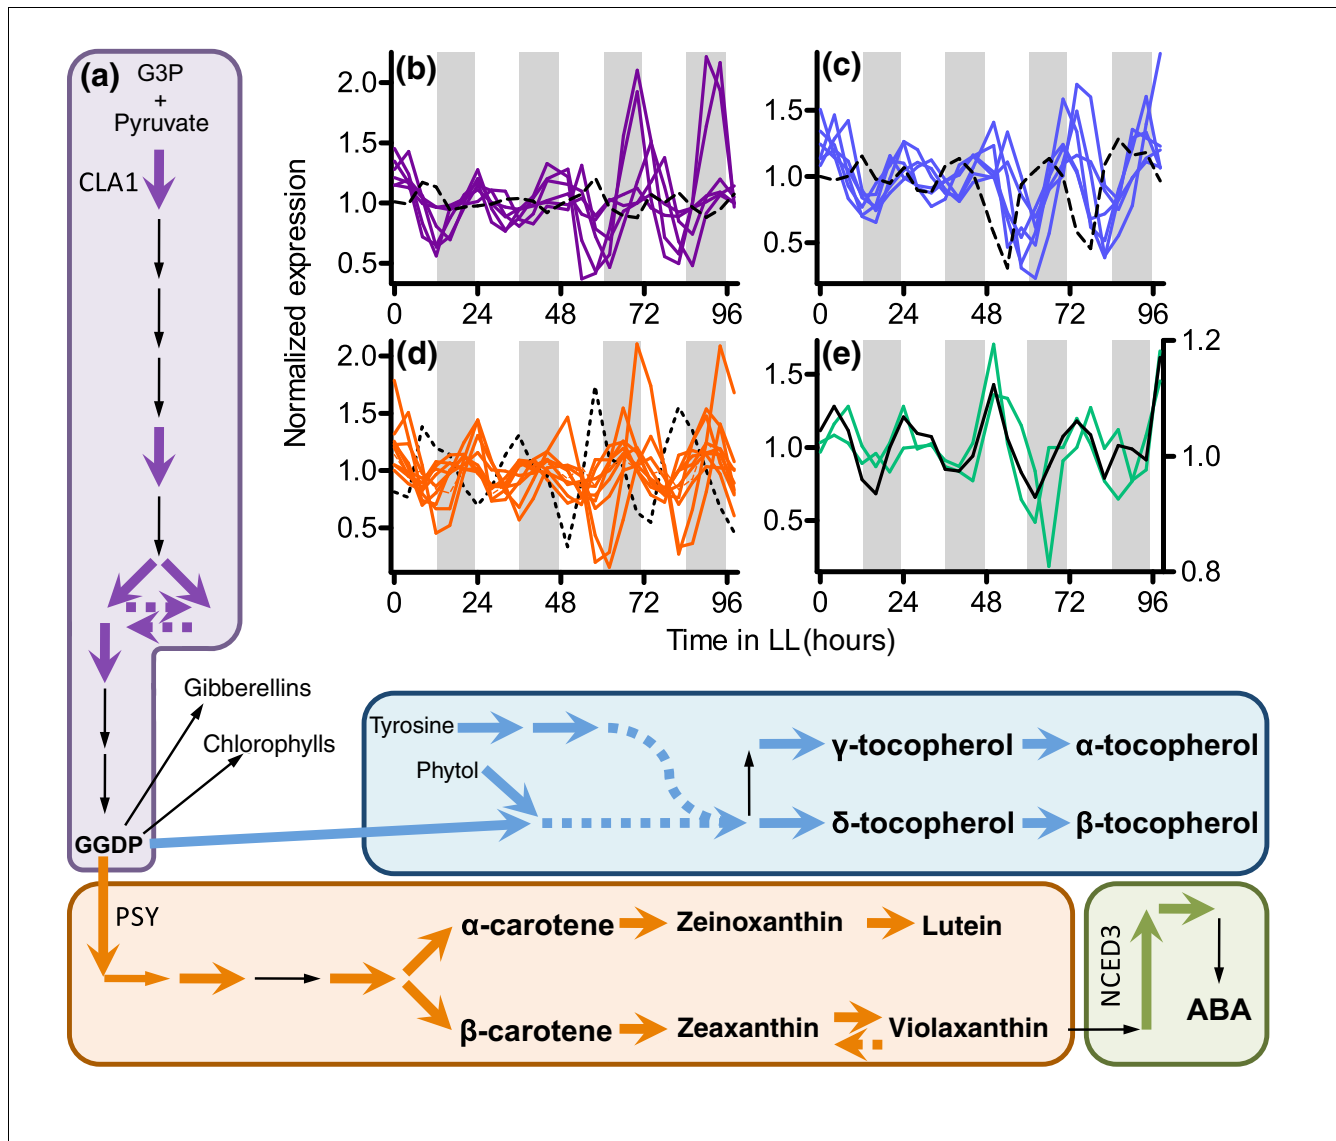 (a)
G3P
+
Pyruvate
CLA1
Normalized expression
(b)
2.0
1.5
1.0
0.5
0 24 48 72 96
(c)
1.5
1.0
0.5
0 24 48 72 96
(d)
2.0
1.5
1.0
0.5
0 24 48 72 96
(e)
1.5
1.0
0.5
1.2
1.0
0.8
0 24 48 72 96
Time in LL (hours)
Gibberellins
Chlorophylls
GGDP
Tyrosine
Phytol
γ-tocopherol α-tocopherol
δ-tocopherol β-tocopherol
PSY
α-carotene Zeinoxanthin Lutein
β-carotene Zeaxanthin Violaxanthin
NCED3
ABA